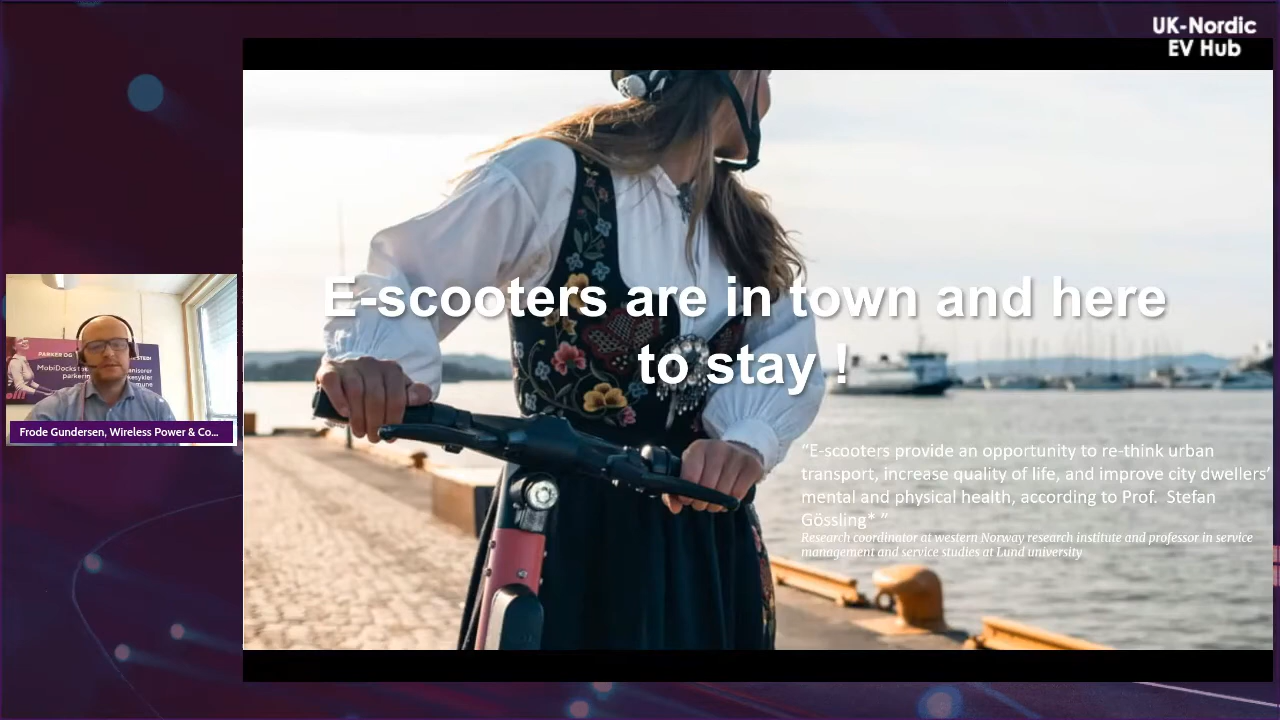 UK-Nordic
EV Hub
E-scooters are in town and here
to stay !
“E-scooters provide an opportunity to re-think urban
transport, increase quality of life, and improve city dwellers’
mental and physical health, according to Prof. Stefan
Gössling* ”
Research coordinator at western Norway research institute and professor in service
management and service studies at Lund university
PARKER OG
STED!
MobiDocks
Frode Gundersen, Wireless Power & Co...